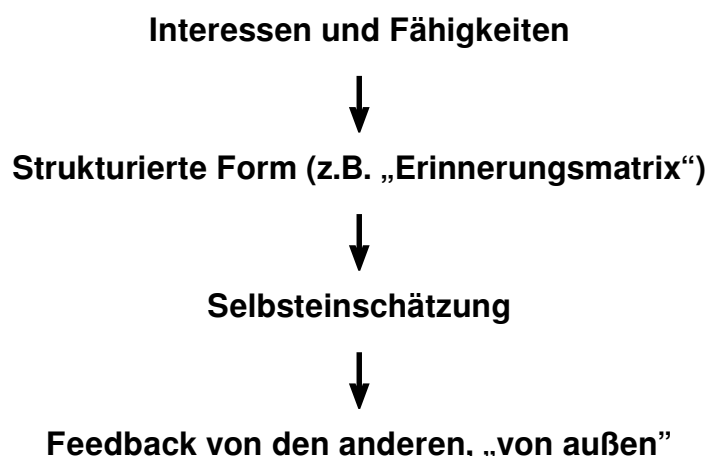 Interessen und Fähigkeiten
Strukturierte Form (z.B. „Erinnerungsmatrix“)
Selbsteinschätzung
Feedback von den anderen, „von außen”